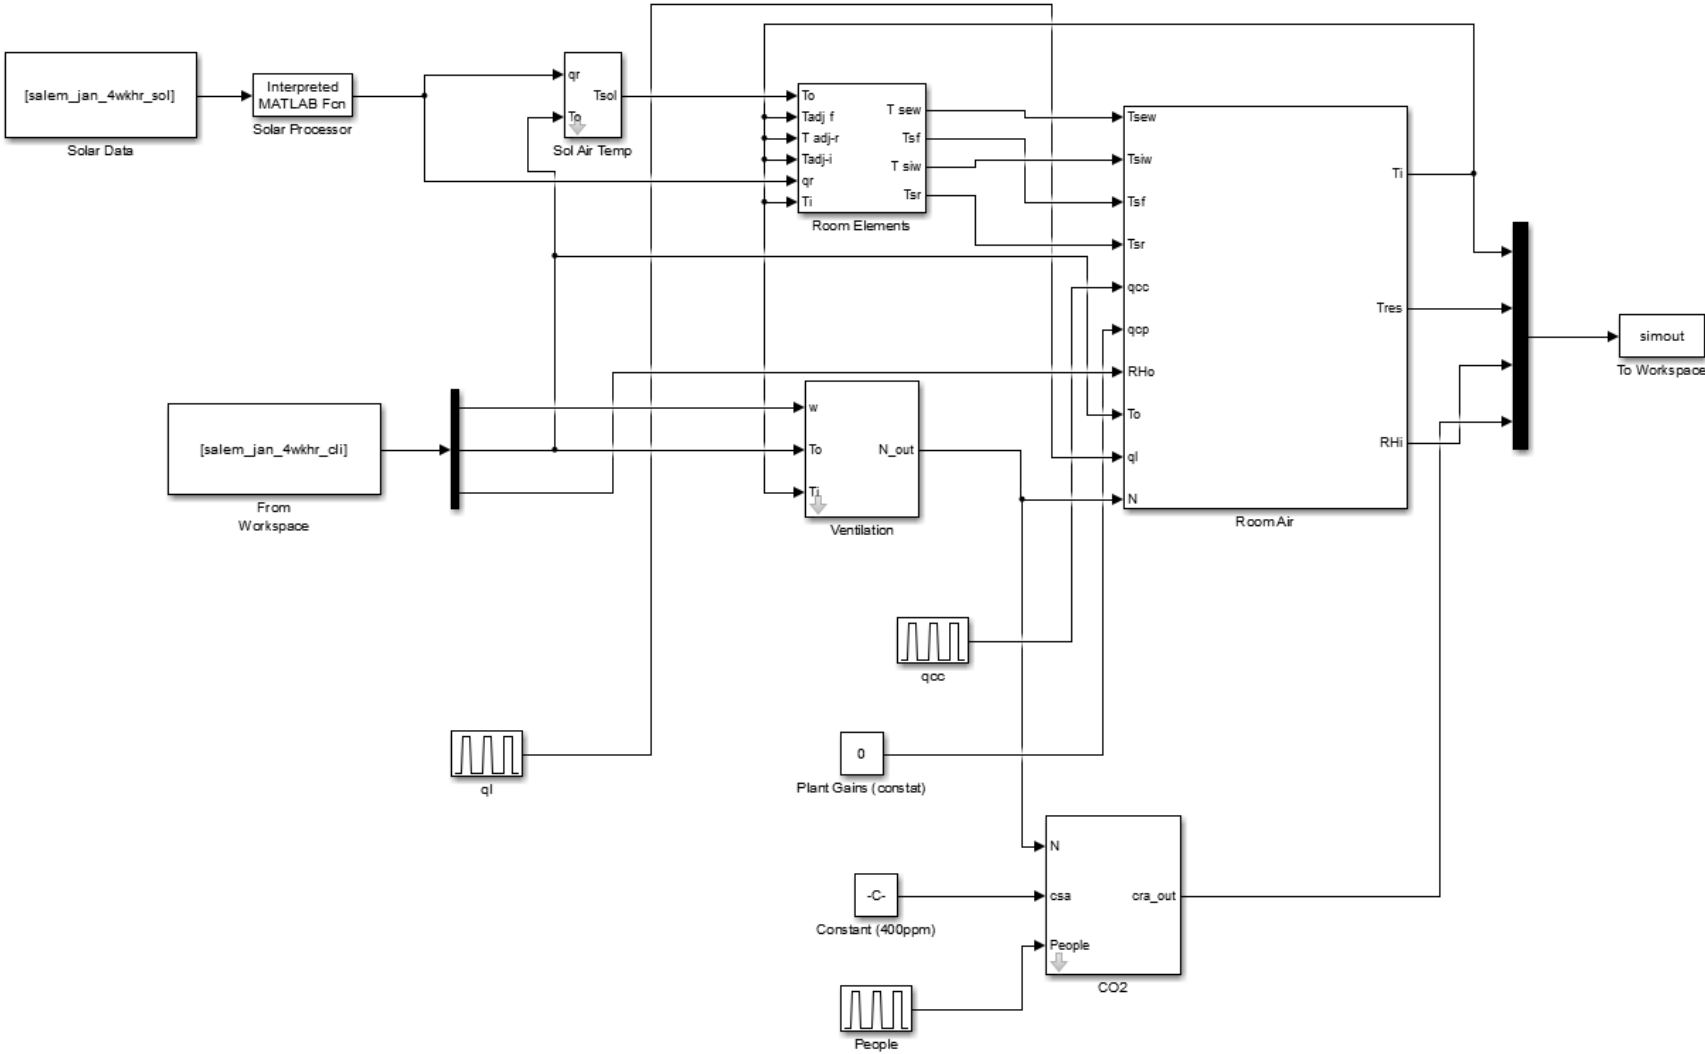 [salem_jan_4wkhr_sol]
Solar Data
Interpreted
MATLAB Fcn
Solar Processor
qr
To
Tsol
Sol Air Temp
To
Tadj f
T adj-r
Tadj-i
qr
Ti
T sew
Tsf
T siw
Tsr
Room Elements
Tsew
Tsiw
Tsf
Tsr
qcc
qcp
RHo
To
ql
N
Ti
Tres
RHi
Room Air
simout
To Workspace
[salem_jan_4wkhr_cli]
From
Workspace
w
To
Ti
N_out
Ventilation
qcc
ql
0
Plant Gains (constat)
N
csa
People
cra_out
CO2
-C-
Constant (400ppm)
People